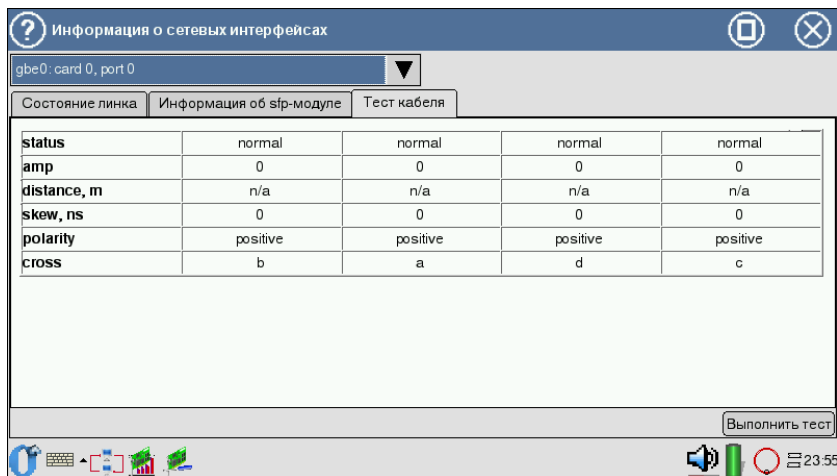 Информация о сетевых интерфейсах
gbe0: card 0, port 0
Состояние линка Информация об sfp-модуле Тест кабеля
status normal normal normal normal
amp 0 0 0 0
distance, m n/a n/a n/a n/a
skew, ns 0 0 0 0
polarity positive positive positive positive
cross b a d c
Выполнить тест
23:55